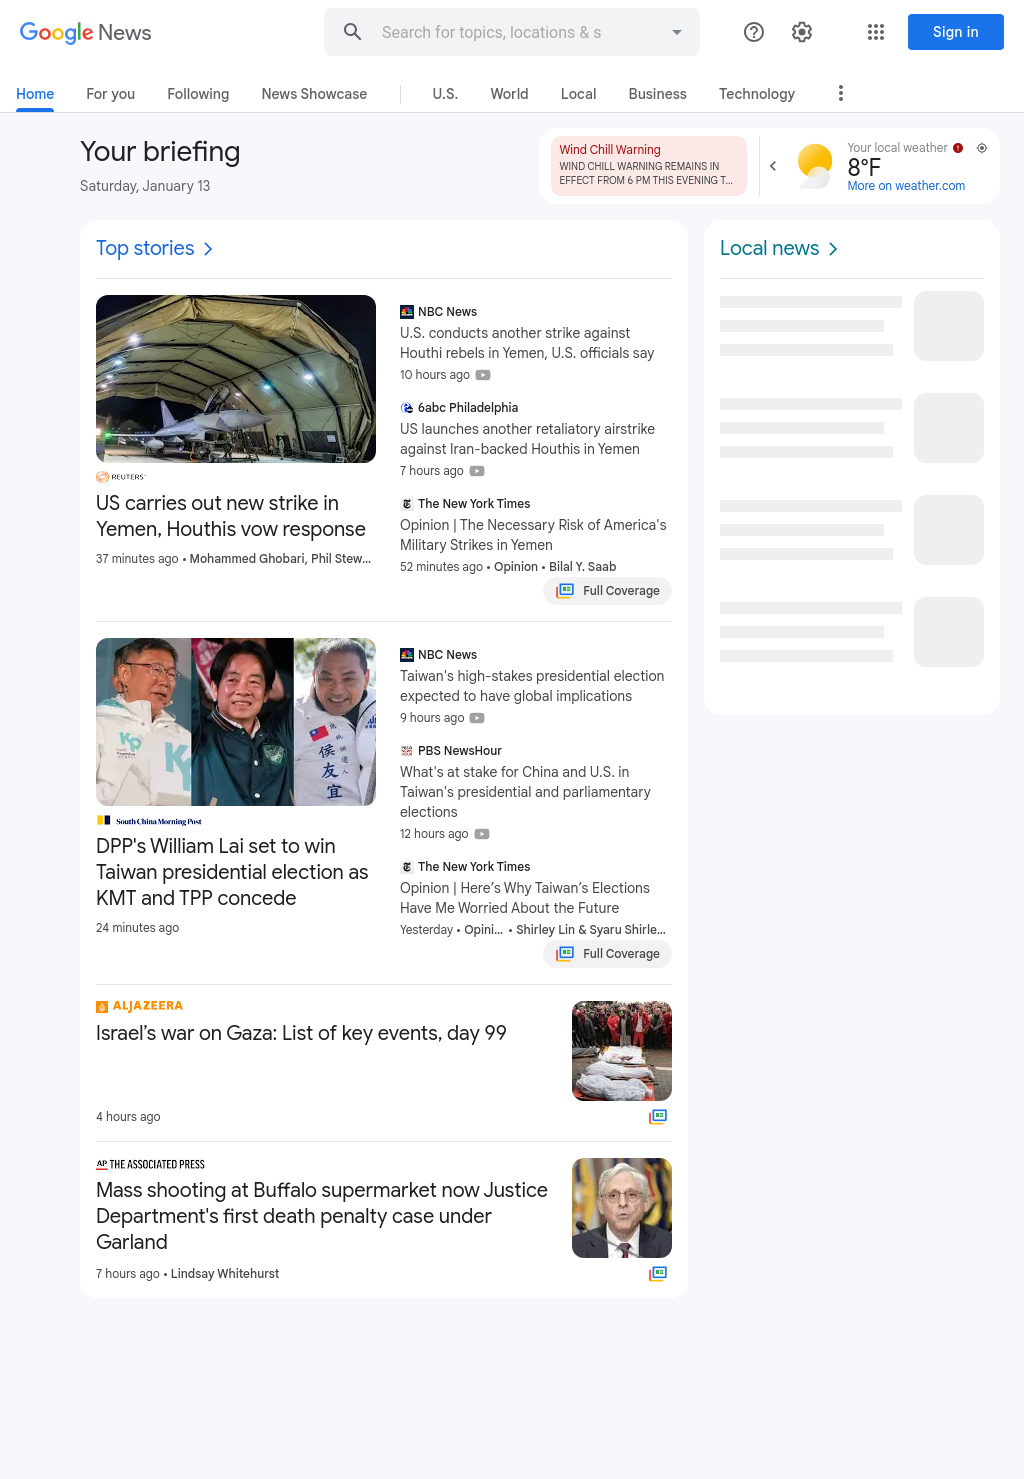 Google News
Search for topics, locations & s
Sign in
Home
For you
Following
News Showcase
U.S.
World
Local
Business
Technology
Your briefing
Saturday, January 13
Wind Chill Warning
WIND CHILL WARNING REMAINS IN
EFFECT FROM 6 PM THIS EVENING T...
Your local weather
8°F
More on weather.com
Top stories
REUTERS
US carries out new strike in
Yemen, Houthis vow response
37 minutes ago • Mohammed Ghobari, Phil Stew...
NBC News
U.S. conducts another strike against
Houthi rebels in Yemen, U.S. officials say
10 hours ago
6abc Philadelphia
US launches another retaliatory airstrike
against Iran-backed Houthis in Yemen
7 hours ago
The New York Times
Opinion | The Necessary Risk of America's
Military Strikes in Yemen
52 minutes ago • Opinion • Bilal Y. Saab
Full Coverage
KP
K
侯
友
宜
South China Morning Post
DPP's William Lai set to win
Taiwan presidential election as
KMT and TPP concede
24 minutes ago
NBC News
Taiwan's high-stakes presidential election
expected to have global implications
9 hours ago
PBS NewsHour
What's at stake for China and U.S. in
Taiwan's presidential and parliamentary
elections
12 hours ago
The New York Times
Opinion | Here’s Why Taiwan’s Elections
Have Me Worried About the Future
Yesterday • Opini... • Shirley Lin & Syaru Shirle...
Full Coverage
ALJAZEERA
Israel’s war on Gaza: List of key events, day 99
4 hours ago
AP THE ASSOCIATED PRESS
Mass shooting at Buffalo supermarket now Justice
Department's first death penalty case under
Garland
7 hours ago • Lindsay Whitehurst
Local news